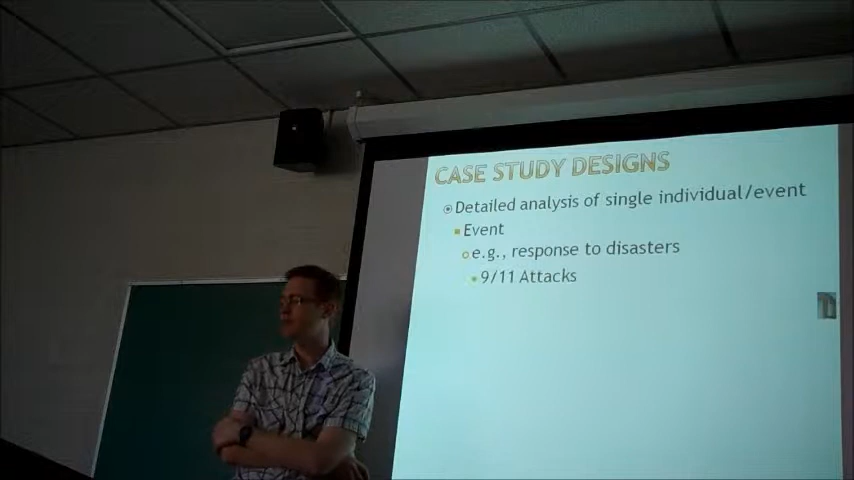 CASE STUDY DESIGNS
Detailed analysis of single individual/event
Event
e.g., response to disasters
9/11 Attacks